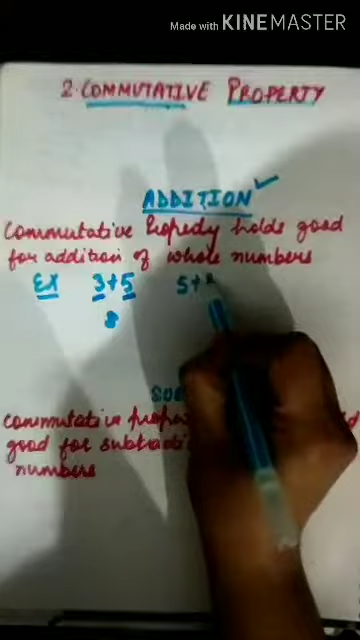 Made with KINEMASTER
2. COMMUTATIVE PROPERTY
ADDITION
Commutative Property holds good
for addition of whole numbers
EX 3+5 5+
8
commutative
good for
numbers